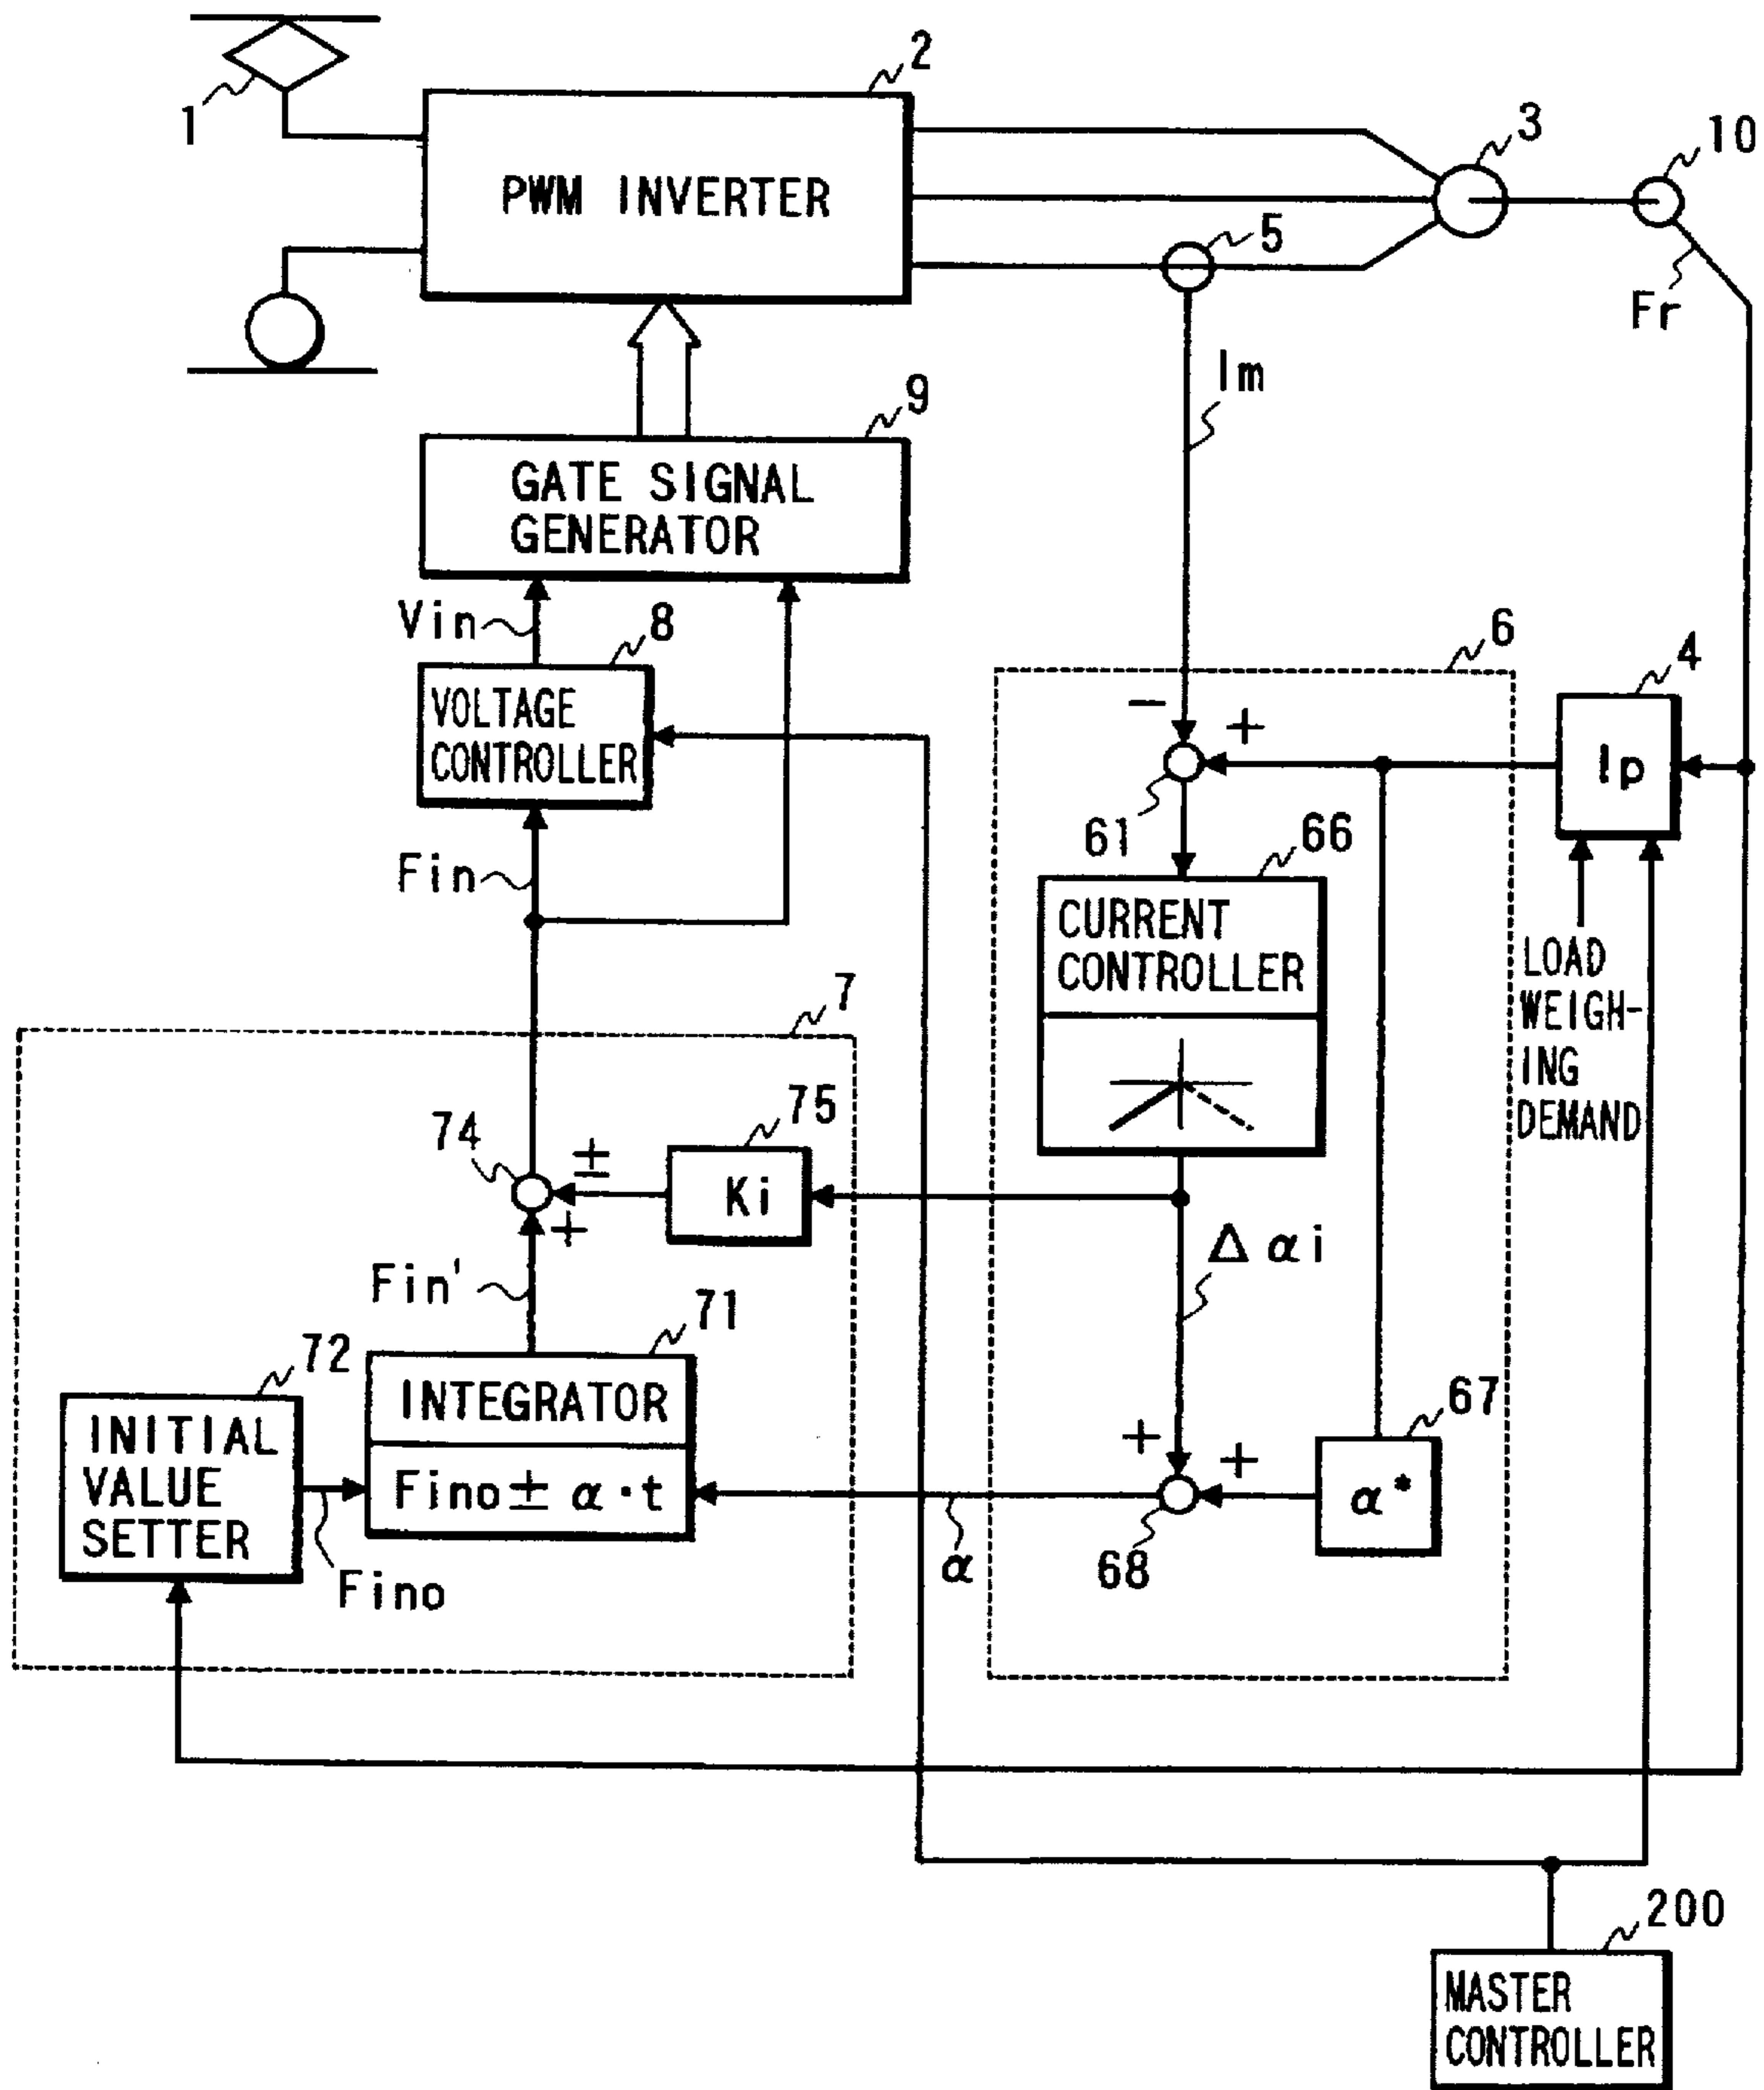 1
2
PWM INVERTER
3
10
5
Fr
Im
9
GATE SIGNAL
GENERATOR
Vin
8
VOLTAGE
CONTROLLER
6
4
-
+
Ip
61
66
Fin
CURRENT
CONTROLLER
LOAD
WEIGH-
ING
DEMAND
7
74
75
±
Ki
+
Δαi
Fin'
71
72
INTEGRATOR
INITIAL
VALUE
SETTER
Fino ± α·t
Fino
67
+
+
α*
α
68
200
MASTER
CONTROLLER